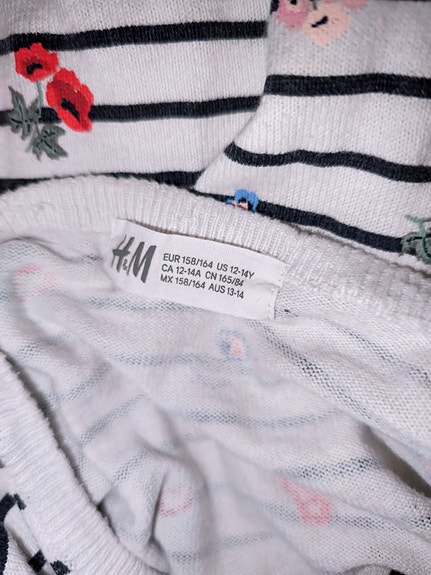 H&M
EUR 158/164 US 12-14Y
CA 12-14A CN 165/84
MX 158/164 AUS 13-14